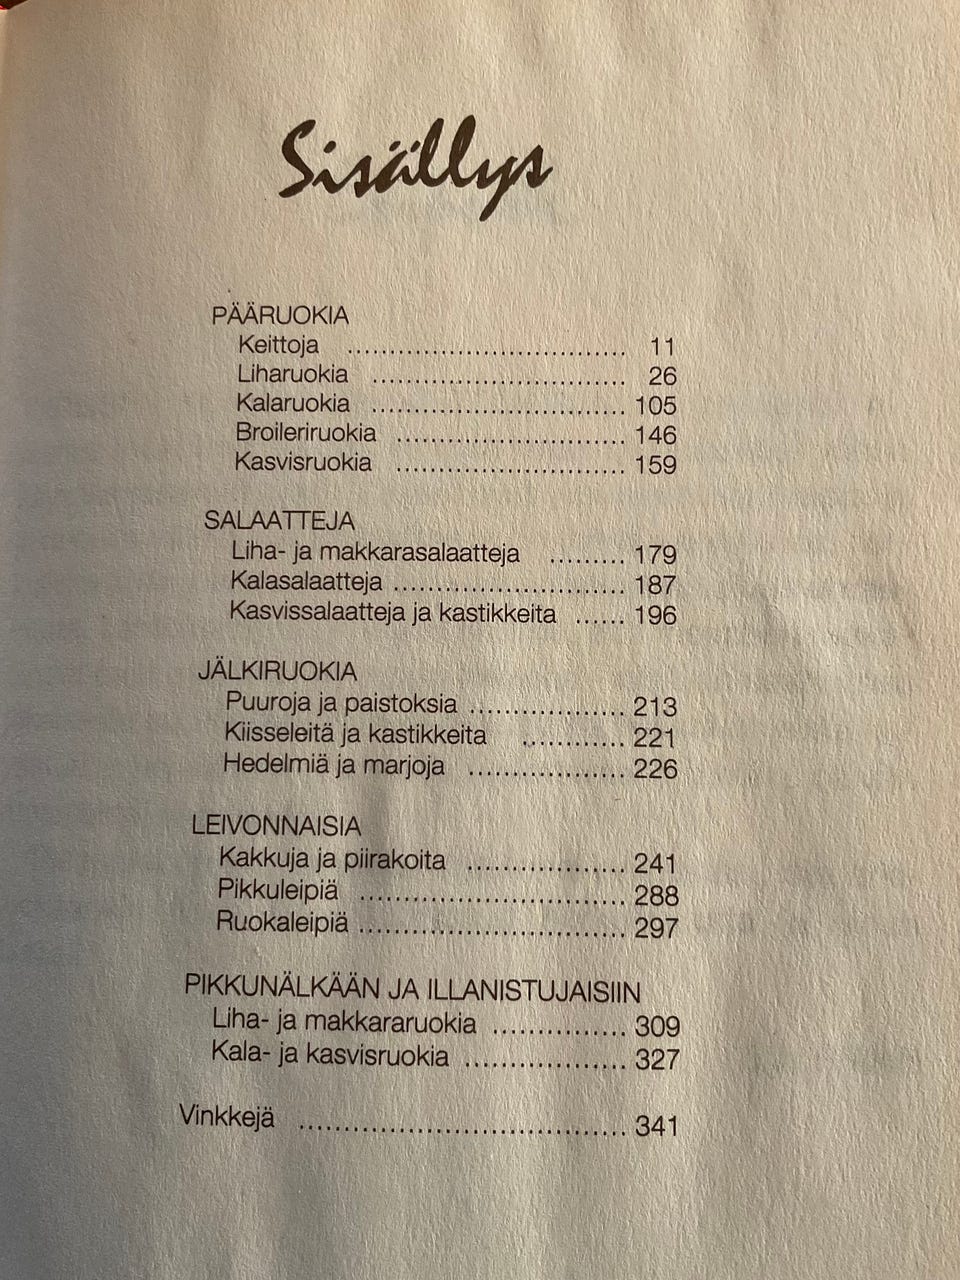 Sisällys
PÄÄRUOKIA
Keittoja ................................. 11
Liharuokia .............................. 26
Kalaruokia .............................. 105
Broileriruokia ........................... 146
Kasvisruokia ........................... 159
SALAATTEJA
Liha- ja makkarasalaatteja ......... 179
Kalasalaatteja ........................... 187
Kasvissalaatteja ja kastikkeita ...... 196
JÄLKIRUOKIA
Puuroja ja paistoksia .................. 213
Kiisseleitä ja kastikkeita ............ 221
Hedelmiä ja marjoja .................. 226
LEIVONNAISIA
Kakkuja ja piirakoita .................. 241
Pikkuleipiä .............................. 288
Ruokaleipiä .............................. 297
PIKKUNÄLKÄÄN JA ILLANISTUJAISIIN
Liha- ja makkararuokia ............... 309
Kala- ja kasvisruokia .................. 327
Vinkkejä .................................... 341